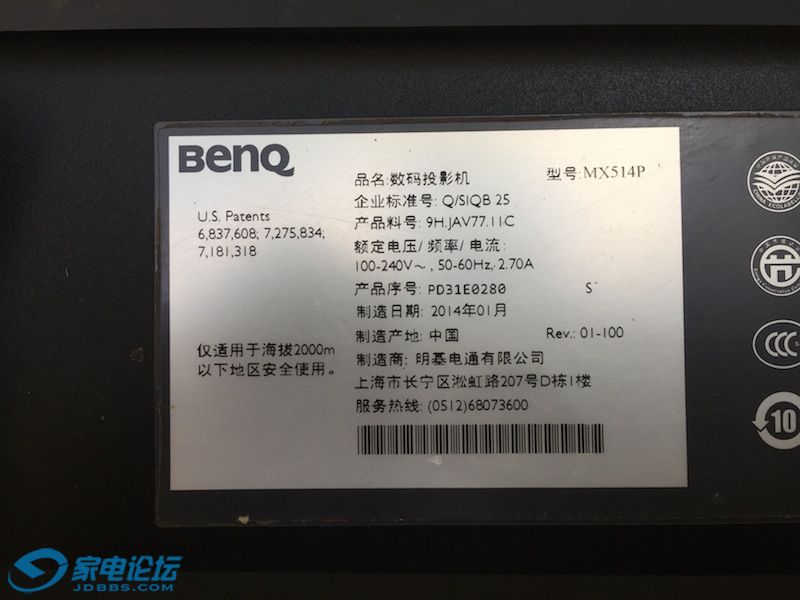 BenQ
品名:数码投影机 型号:MX514P
企业标准号: Q/SIQB 25
产品料号: 9H.JAV77.11C
额定电压/ 频率/ 电流:
100-240V～, 50-60Hz, 2.70A
产品序号: PD31E0280 S
制造日期: 2014年01月
制造产地: 中国 Rev.: 01-100
制造商: 明基电通有限公司
上海市长宁区淞虹路207号D栋1楼
服务热线: (0512)68073600
U.S. Patents
6,837,608; 7,275,834;
7,181,318
仅适用于海拔2000m
以下地区安全使用。
10
家电论坛
JDBBS.COM